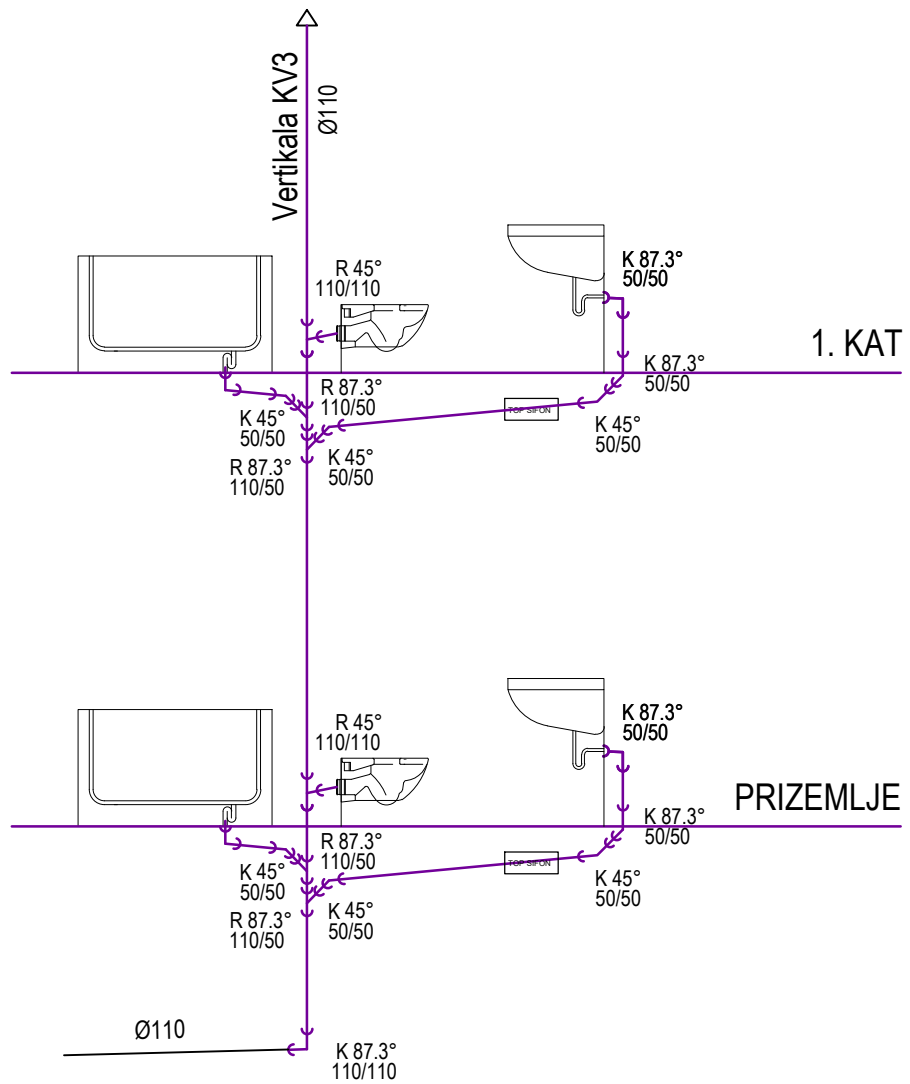 Vertikala KV3
Ø110
R 45°
110/110
K 87.3°
50/50
1. KAT
K 87.3°
50/50
R 87.3°
110/50
TOP SIFON
K 45°
50/50
K 45°
50/50
R 87.3°
110/50
K 45°
50/50
R 45°
110/110
K 87.3°
50/50
PRIZEMLJE
K 87.3°
50/50
R 87.3°
110/50
TOP SIFON
K 45°
50/50
K 45°
50/50
R 87.3°
110/50
K 45°
50/50
Ø110
K 87.3°
110/110